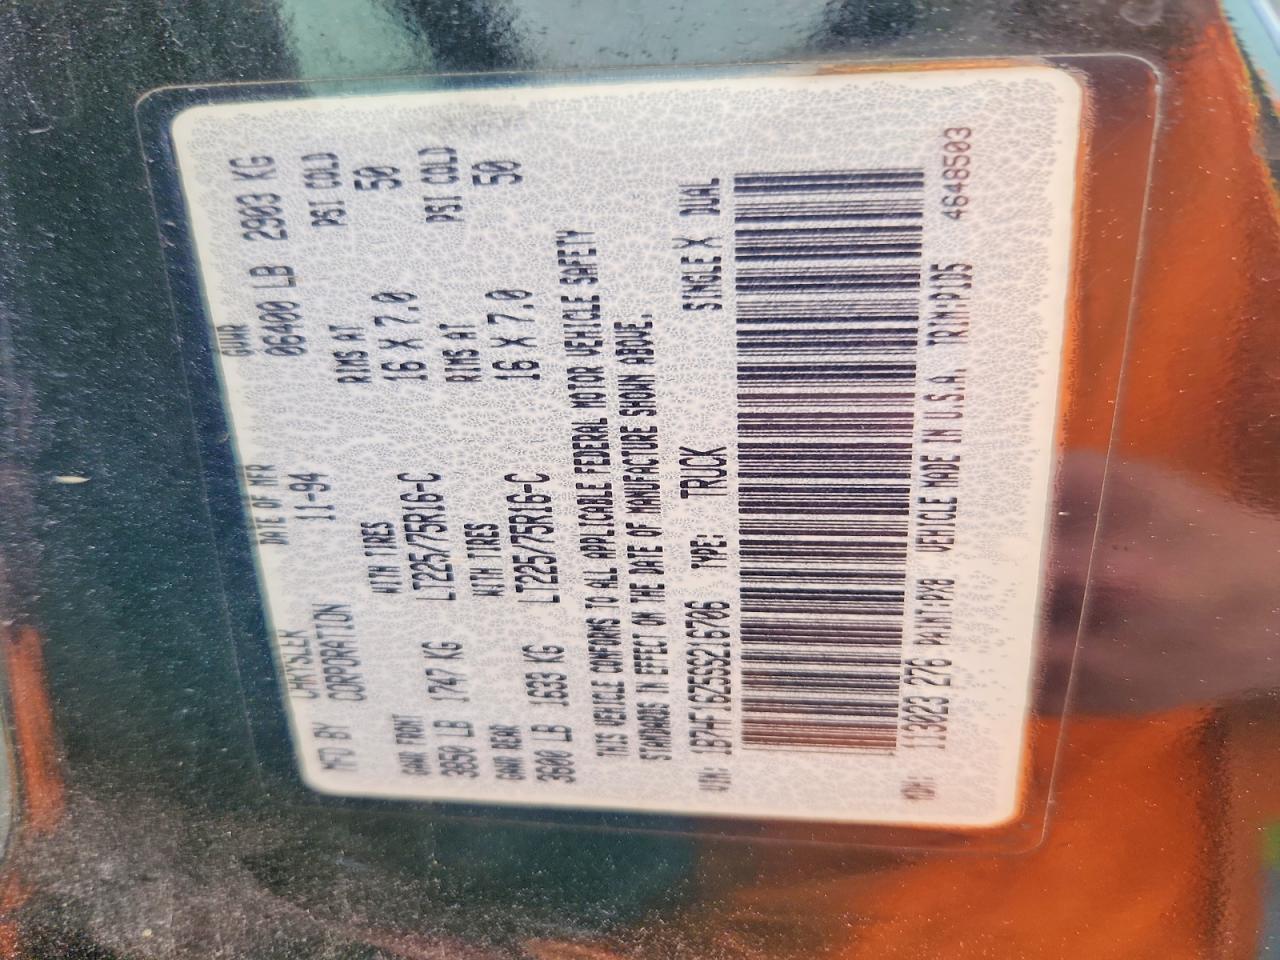 MFD BY CHRYSLER CORPORATION DATE OF MFR 11-94 GVWR 06400 LB 2903 KG
GAWR FRONT WITH TIRES RIMS AT PSI COLD
3850 LB 1747 KG LT225/75R16-C 16 X 7.0 50
GAWR REAR WITH TIRES RIMS AT PSI COLD
3600 LB 1633 KG LT225/75R16-C 16 X 7.0 50
THIS VEHICLE CONFORMS TO ALL APPLICABLE FEDERAL MOTOR VEHICLE SAFETY
STANDARDS IN EFFECT ON THE DATE OF MANUFACTURE SHOWN ABOVE.
VIN: 1B7HF16Z5SS216706 TYPE: TRUCK SINGLE X DUAL
MDH: 113023 276 PAINT:PX8 VEHICLE MADE IN U.S.A. TRIM:P1D5 4648503